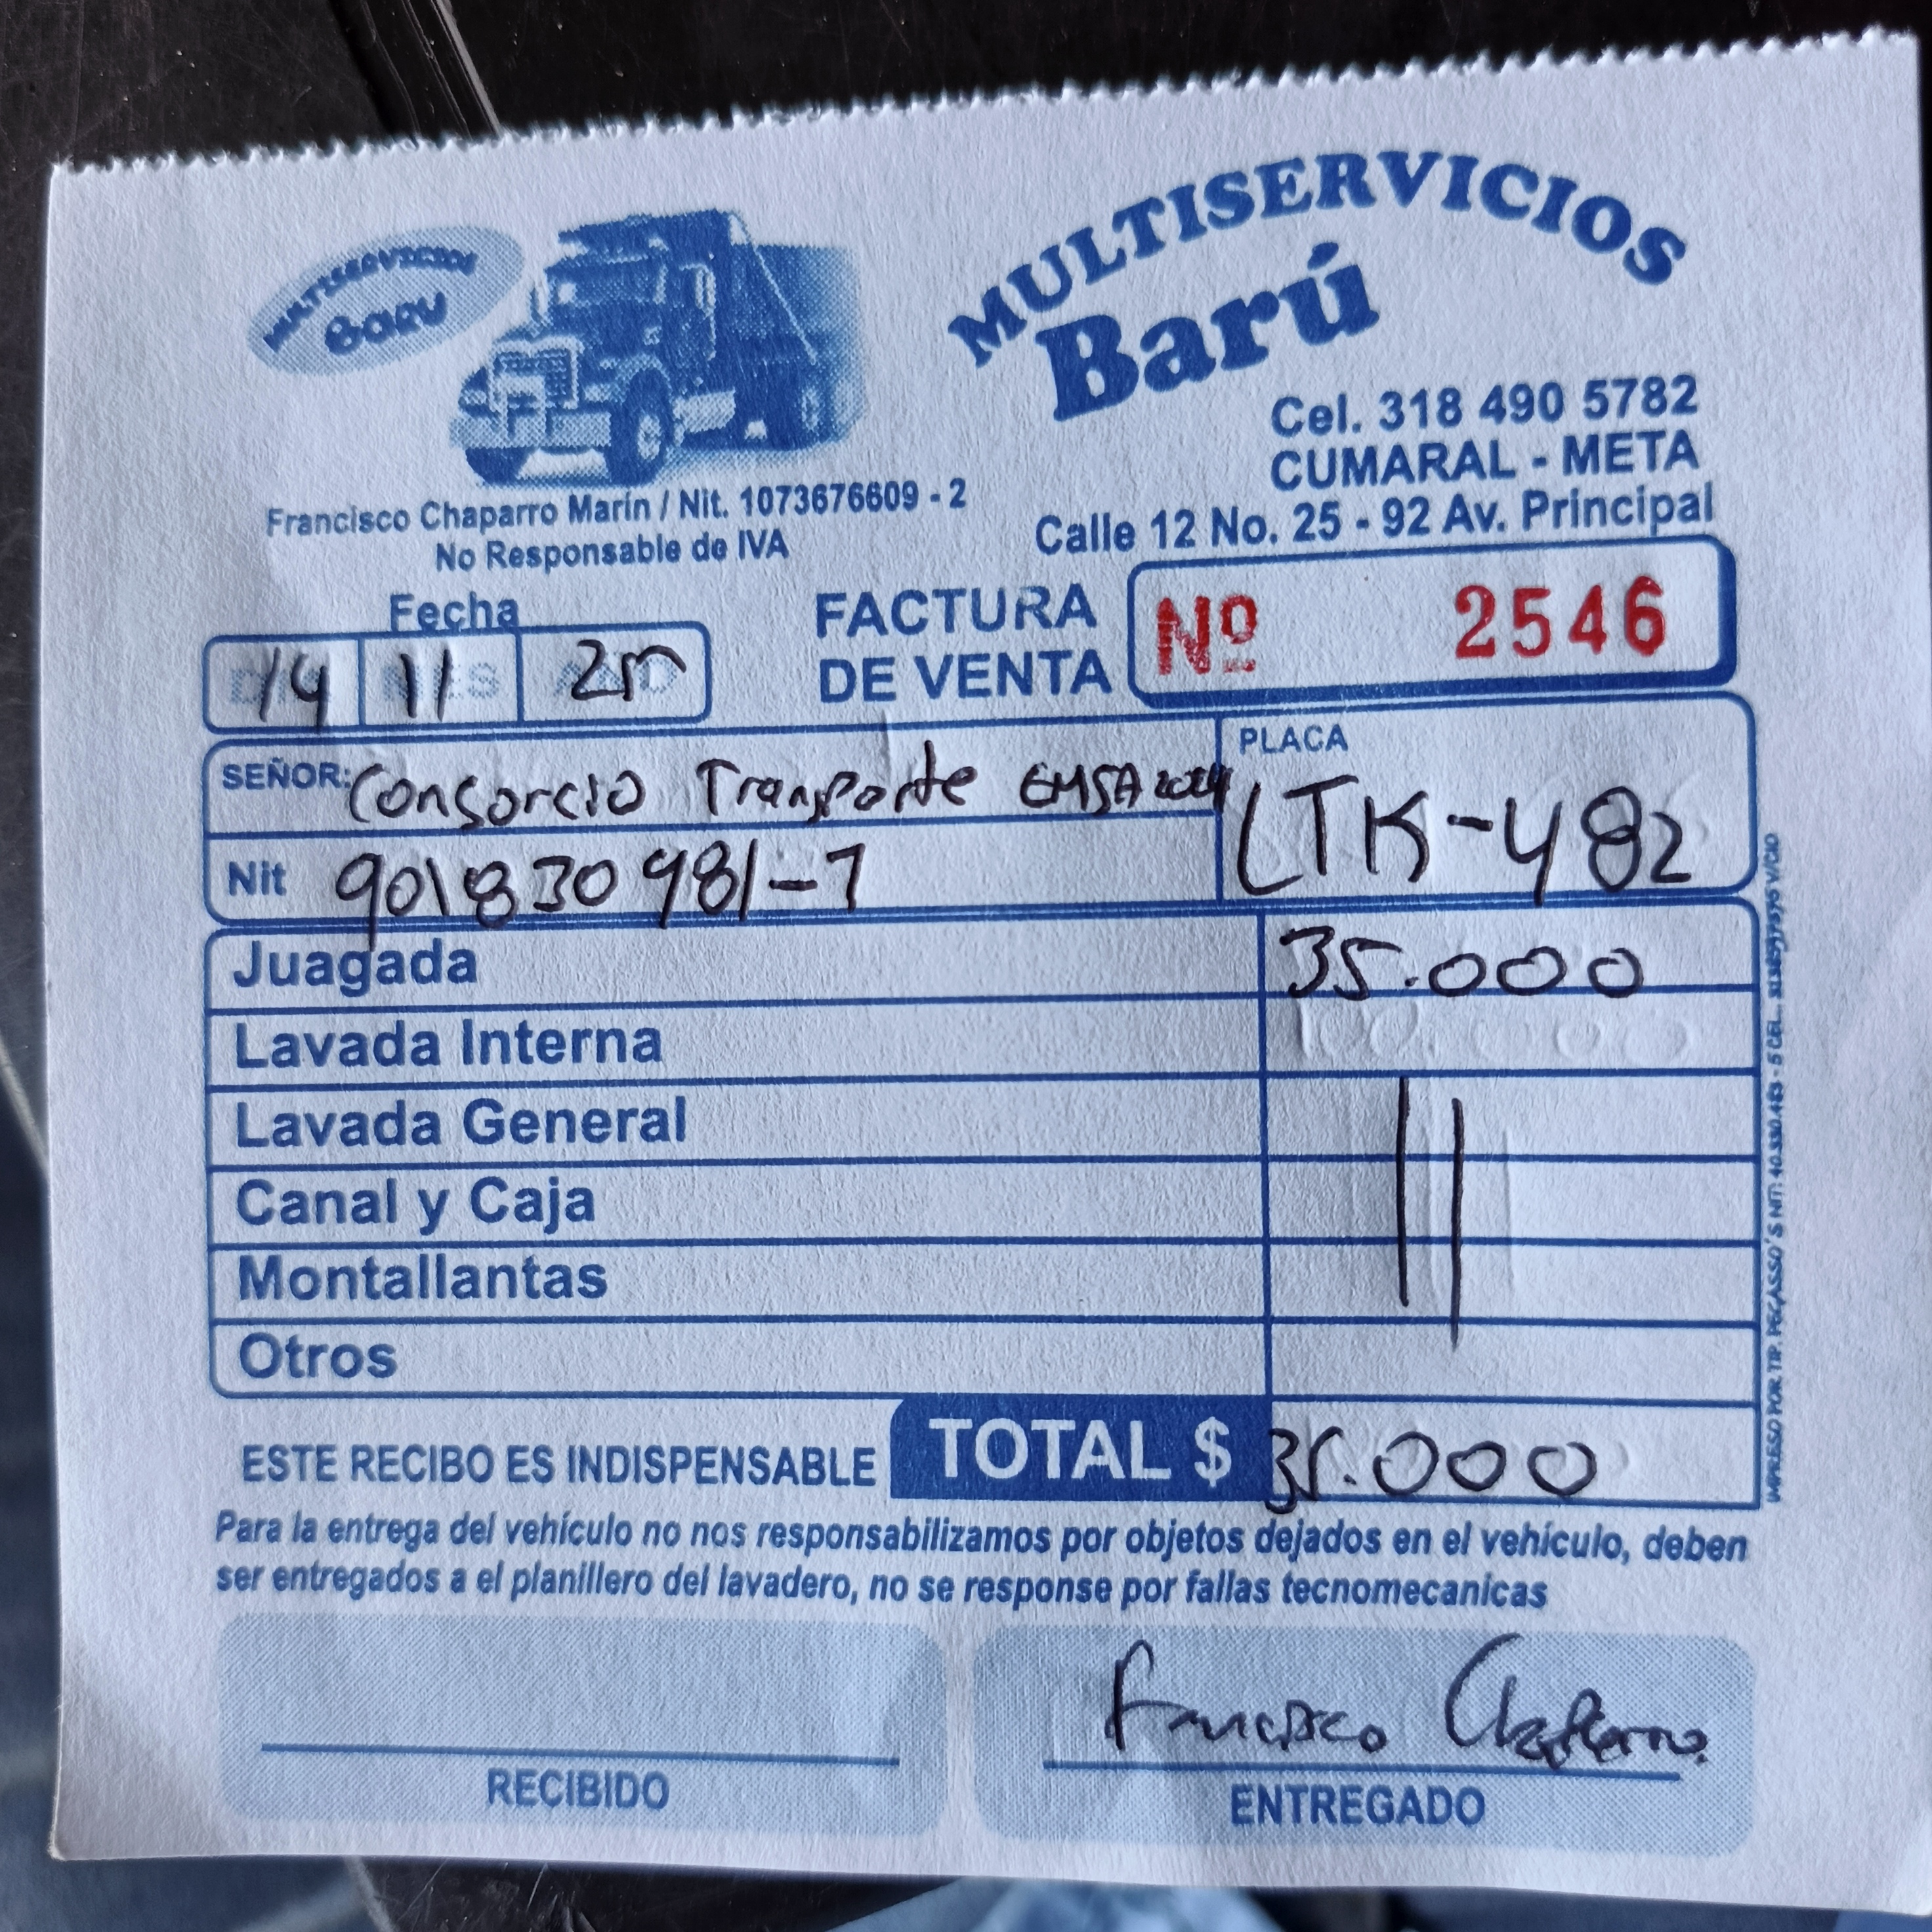 MULTISERVICIOS
BARU
MULTISERVICIOS
Barú
Cel. 318 490 5782
CUMARAL - META
Calle 12 No. 25 - 92 Av. Principal
Francisco Chaparro Marín / Nit. 1073676609 - 2
No Responsable de IVA
Fecha
14 11 25
FACTURA
DE VENTA
Nº 2546
SEÑOR: Consorcio Transporte EMSA 2024
PLACA
LTK-482
Nit 901830981-7
Juagada 35.000
Lavada Interna
Lavada General
Canal y Caja
Montallantas
Otros
ESTE RECIBO ES INDISPENSABLE TOTAL $ 35.000
Para la entrega del vehículo no nos responsabilizamos por objetos dejados en el vehículo, deben
ser entregados a el planillero del lavadero, no se response por fallas tecnomecanicas
Francisco Chaparro.
RECIBIDO
ENTREGADO